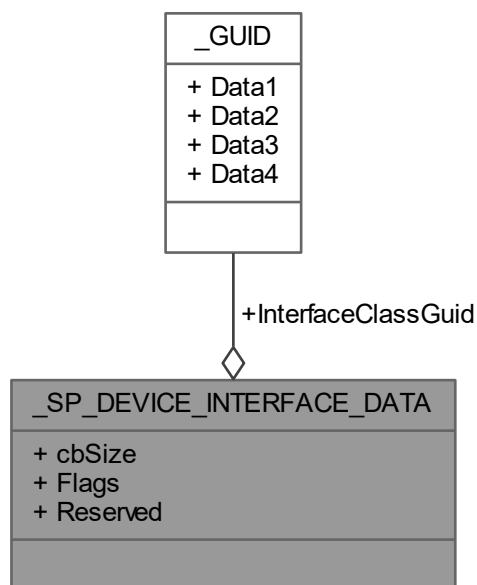 _GUID
+ Data1
+ Data2
+ Data3
+ Data4
+InterfaceClassGuid
_SP_DEVICE_INTERFACE_DATA
+ cbSize
+ Flags
+ Reserved